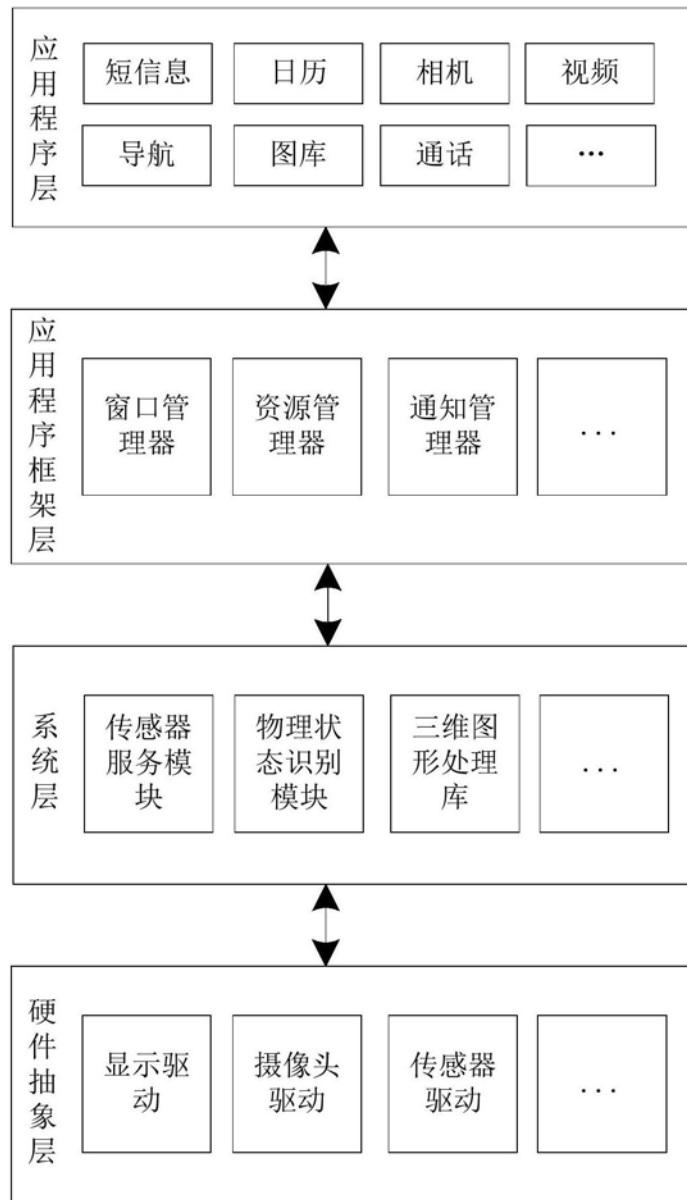 应用程序层
短信息
日历
相机
视频
导航
图库
通话
...
应用程序框架层
窗口管
理器
资源管
理器
通知管
理器
...
系统层
传感器
服务模
块
物理状
态识别
模块
三维图
形处理
库
...
硬件抽象层
显示驱
动
摄像头
驱动
传感器
驱动
...